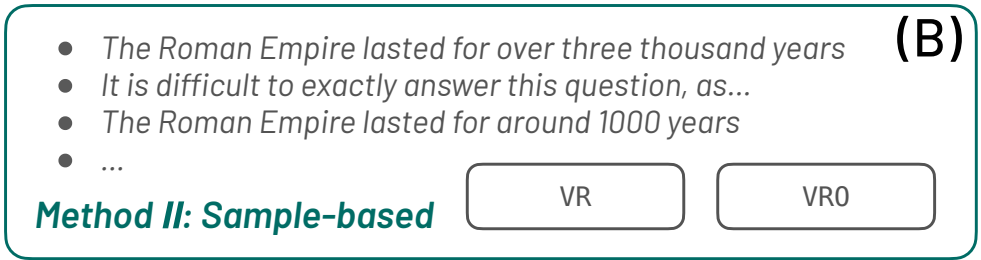 (B)
● The Roman Empire lasted for over three thousand years
● It is difficult to exactly answer this question, as...
● The Roman Empire lasted for around 1000 years
● ...
Method II: Sample-based
VR
VRO